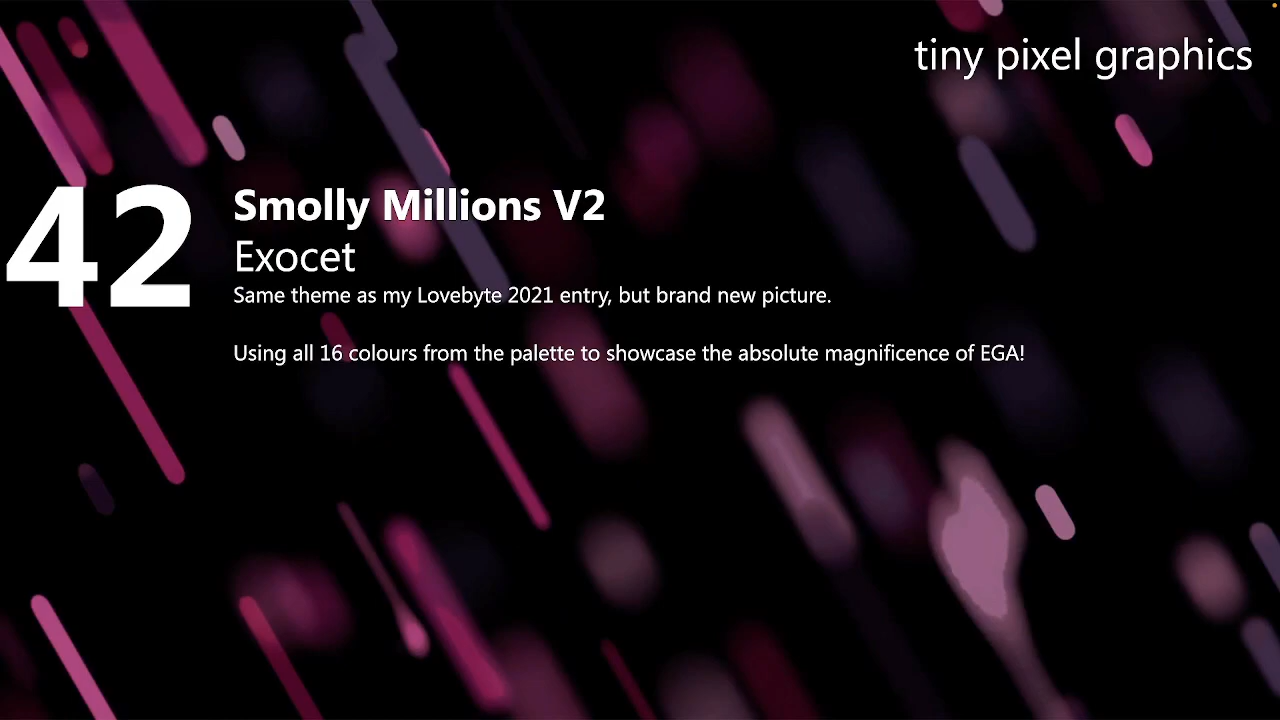 tiny pixel graphics
42
Smolly Millions V2
Exocet
Same theme as my Lovebyte 2021 entry, but brand new picture.
Using all 16 colours from the palette to showcase the absolute magnificence of EGA!